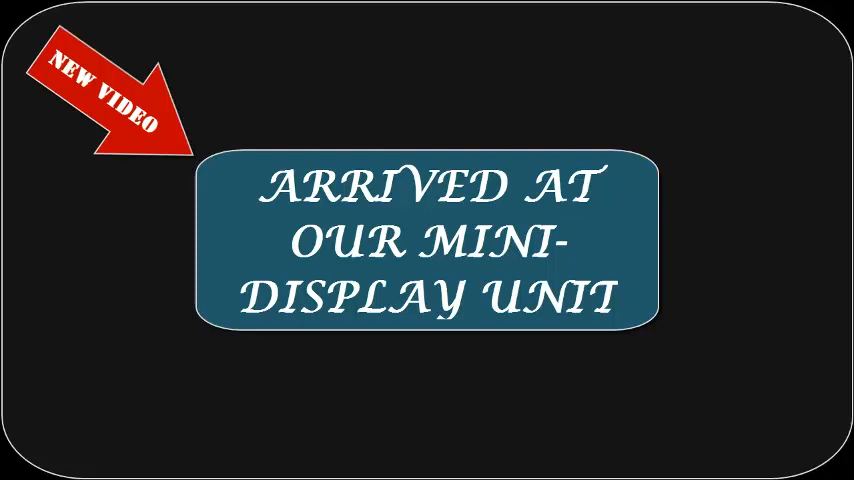 NEW VIDEO
ARRIVED AT
OUR MINI-
DISPLAY UNIT